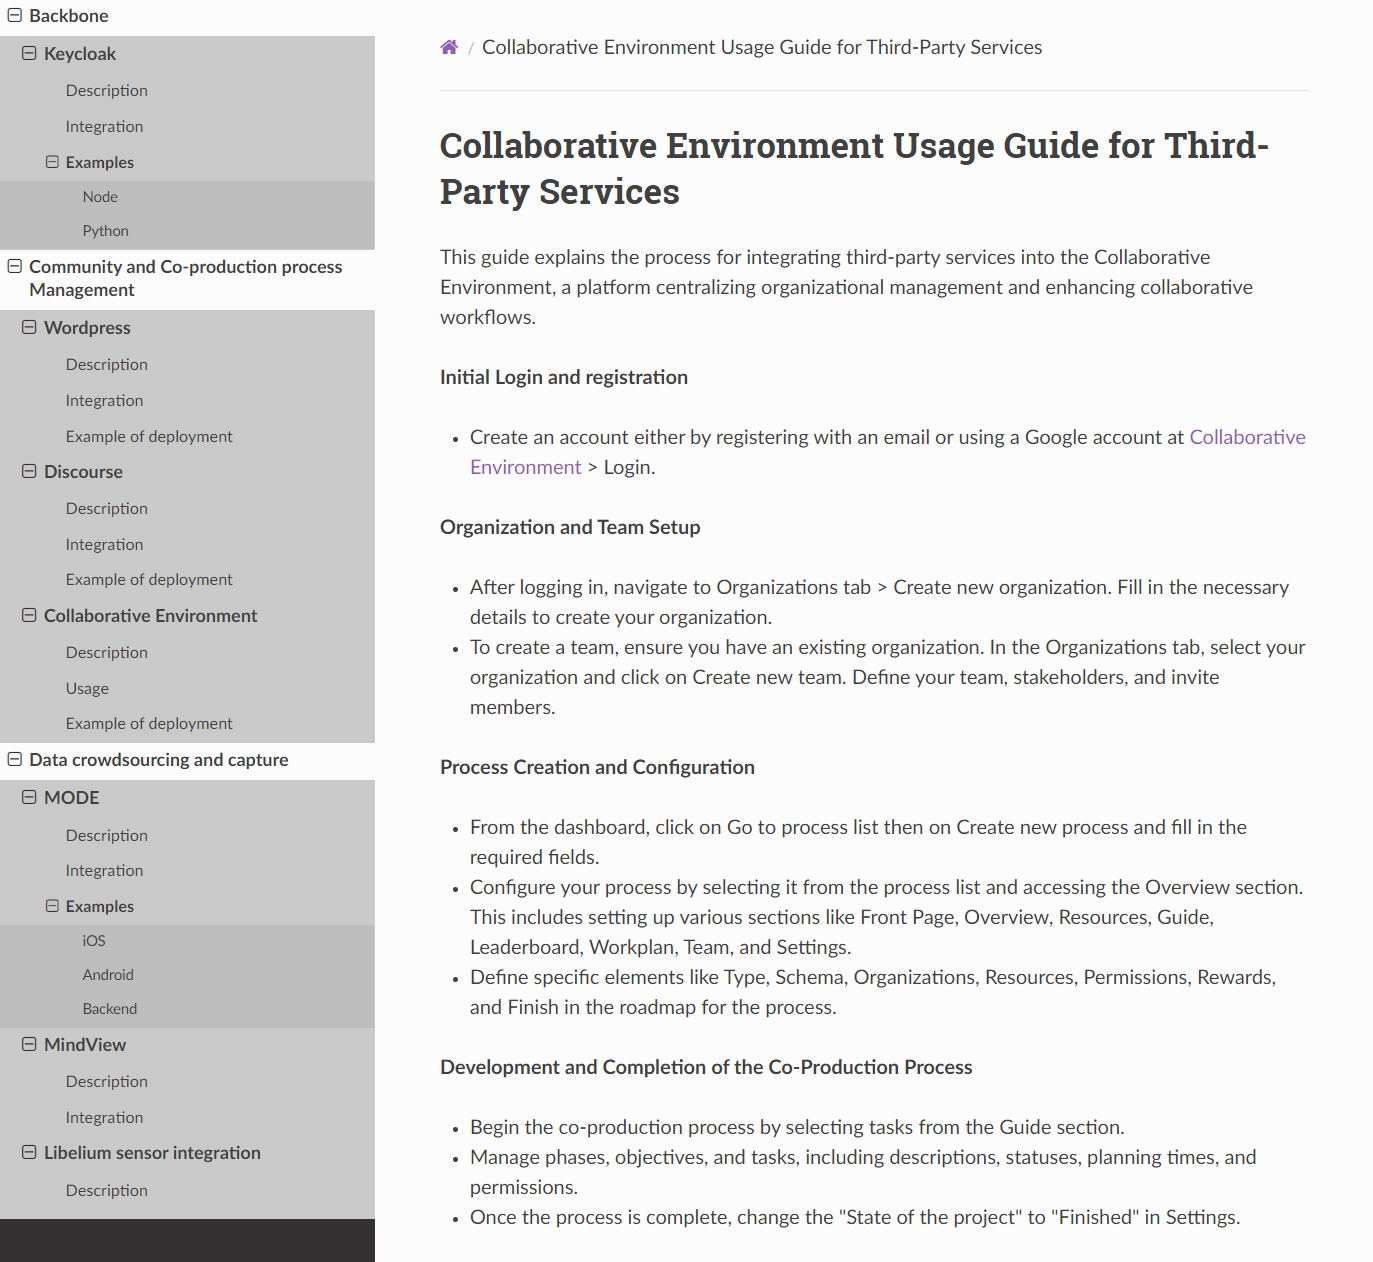 Backbone
Keycloak
Description
Integration
Examples
Node
Python
Community and Co-production process
Management
Wordpress
Description
Integration
Example of deployment
Discourse
Description
Integration
Example of deployment
Collaborative Environment
Description
Usage
Example of deployment
Data crowdsourcing and capture
MODE
Description
Integration
Examples
iOS
Android
Backend
MindView
Description
Integration
Libelium sensor integration
Description
/ Collaborative Environment Usage Guide for Third-Party Services
Collaborative Environment Usage Guide for Third-
Party Services
This guide explains the process for integrating third-party services into the Collaborative
Environment, a platform centralizing organizational management and enhancing collaborative
workflows.
Initial Login and registration
• Create an account either by registering with an email or using a Google account at Collaborative
Environment > Login.
Organization and Team Setup
• After logging in, navigate to Organizations tab > Create new organization. Fill in the necessary
details to create your organization.
• To create a team, ensure you have an existing organization. In the Organizations tab, select your
organization and click on Create new team. Define your team, stakeholders, and invite
members.
Process Creation and Configuration
• From the dashboard, click on Go to process list then on Create new process and fill in the
required fields.
• Configure your process by selecting it from the process list and accessing the Overview section.
This includes setting up various sections like Front Page, Overview, Resources, Guide,
Leaderboard, Workplan, Team, and Settings.
• Define specific elements like Type, Schema, Organizations, Resources, Permissions, Rewards,
and Finish in the roadmap for the process.
Development and Completion of the Co-Production Process
• Begin the co-production process by selecting tasks from the Guide section.
• Manage phases, objectives, and tasks, including descriptions, statuses, planning times, and
permissions.
• Once the process is complete, change the "State of the project" to "Finished" in Settings.